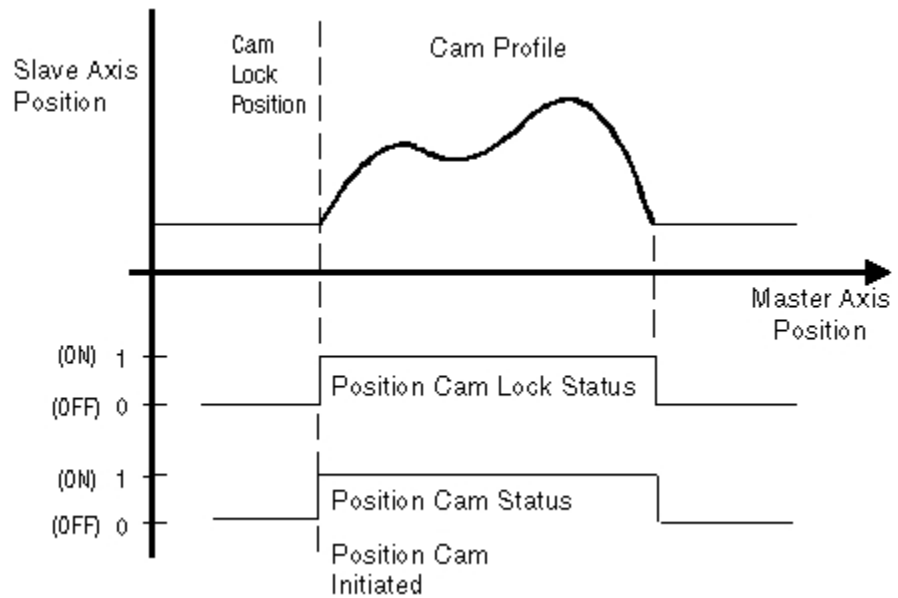 Slave Axis
Position
Cam
Lock
Position
Cam Profile
Master Axis
Position
(ON) 1
Position Cam Lock Status
(OFF) 0
(ON) 1
Position Cam Status
(OFF) 0
Position Cam
Initiated